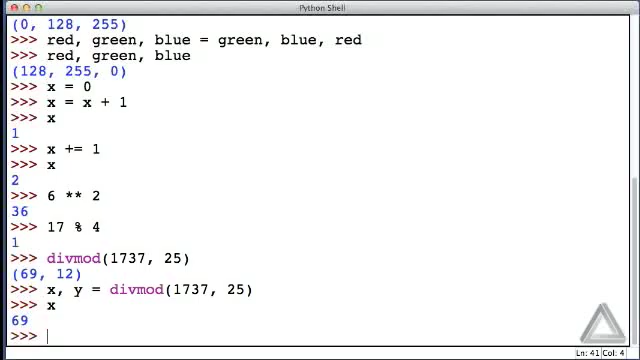 Python Shell
(0, 128, 255)
>>> red, green, blue = green, blue, red
>>> red, green, blue
(128, 255, 0)
>>> x = 0
>>> x = x + 1
>>> x
1
>>> x += 1
>>> x
2
>>> 6 ** 2
36
>>> 17 % 4
1
>>> divmod(1737, 25)
(69, 12)
>>> x, y = divmod(1737, 25)
>>> x
69
>>>
Ln: 41 Col: 4